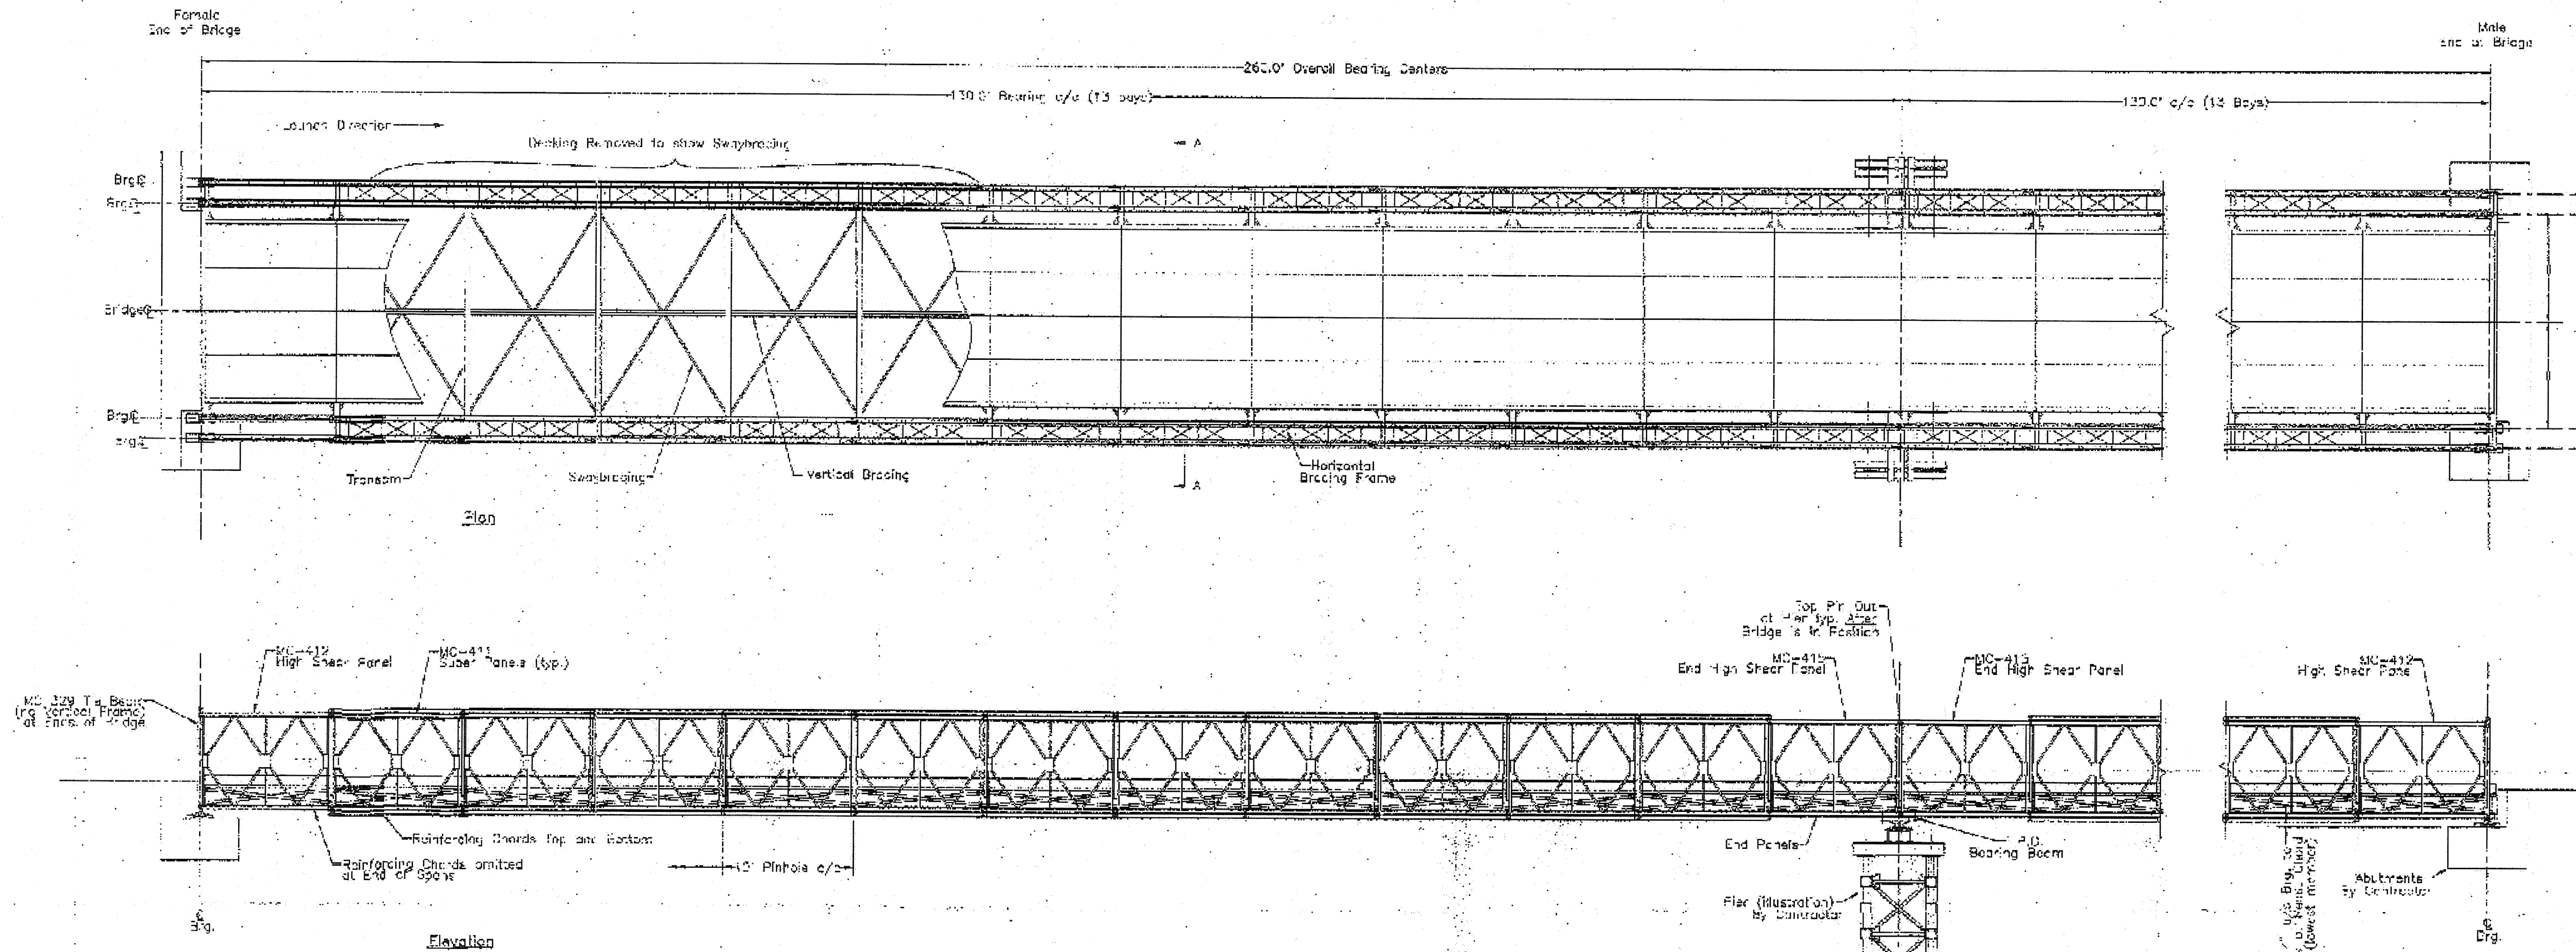 Female
End of Bridge
Male
End of Bridge
260.0' Overall Bearing Centers
130.0' Bearing c/c (13 bays)
130.0' c/c (13 Bays)
Launch Direction
Decking Removed to show Swaybracing
A
Brg℄
Brg℄
Bridge℄
Brg℄
Brg℄
Transom
Swaybracing
Vertical Bracing
A
Horizontal
Bracing Frame
Plan
Top Pin Out
at Pier typ. After
Bridge is in Position
MC-412
High Shear Panel
MC-411
Super Panels (typ.)
End High Shear Panel
End High Shear Panel
MC-412
High Shear Panel
MC-329 Tie Beam
(no Vertical Frame)
at Ends of Bridge
Reinforcing Chords Top and Bottom
Reinforcing Chords omitted
at End of Spans
10' Pinhole c/c
End Panels
Bearing Beam
Pier (illustration)
By Contractor
Abutments
By Contractor
(lowest member)
℄
Brg.
℄
Brg.
Elevation